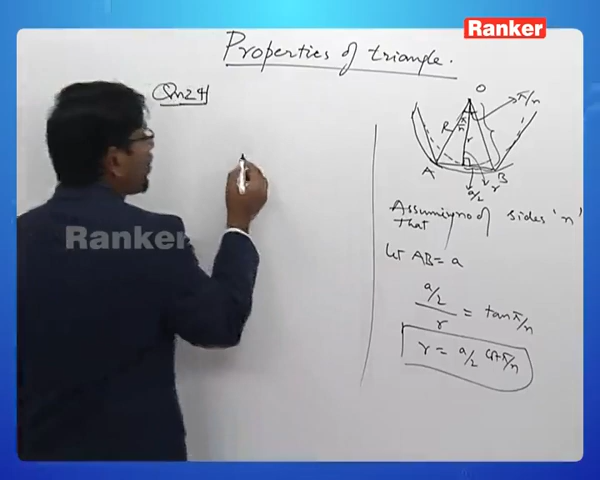 Ranker
Properties of triangle.
Qn24
O
π/n
R
π/n
r
A
B
r
a/2
Assuming no of sides 'n'
that
let AB = a
a/2
r
= tan π/n
r = a/2 cot π/n
Ranker